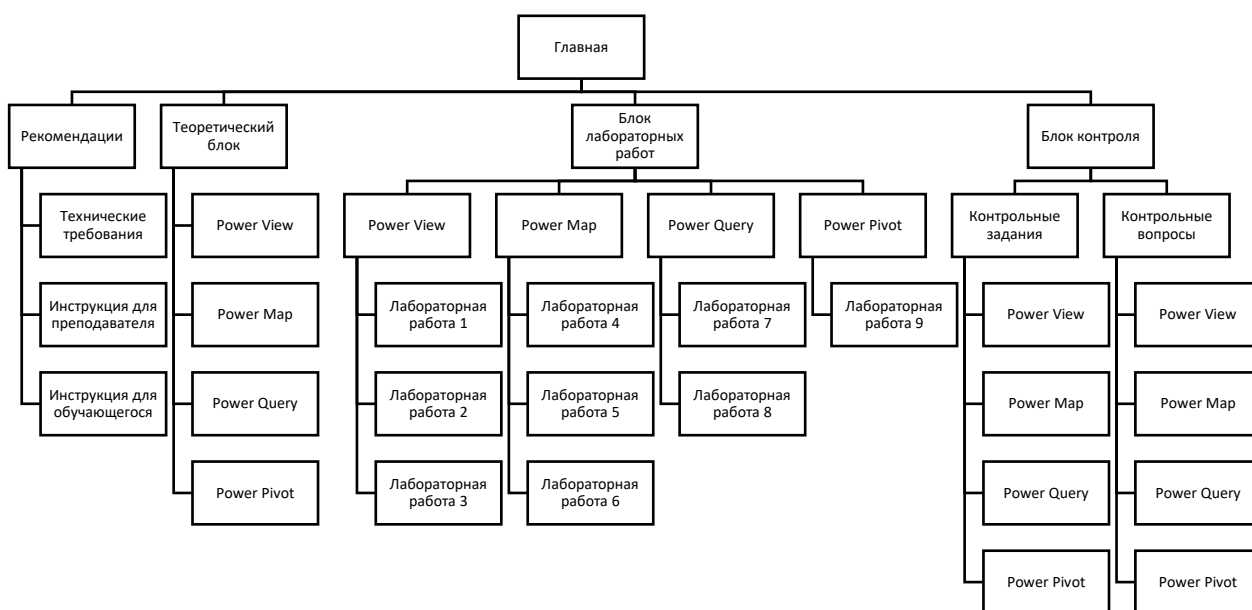 Главная
Рекомендации
Теоретический
блок
Блок
лабораторных
работ
Блок контроля
Технические
требования
Инструкция для
преподавателя
Инструкция для
обучающегося
Power View
Power Map
Power Query
Power Pivot
Power View
Лабораторная
работа 1
Лабораторная
работа 2
Лабораторная
работа 3
Power Map
Лабораторная
работа 4
Лабораторная
работа 5
Лабораторная
работа 6
Power Query
Лабораторная
работа 7
Лабораторная
работа 8
Power Pivot
Лабораторная
работа 9
Контрольные
задания
Power View
Power Map
Power Query
Power Pivot
Контрольные
вопросы
Power View
Power Map
Power Query
Power Pivot